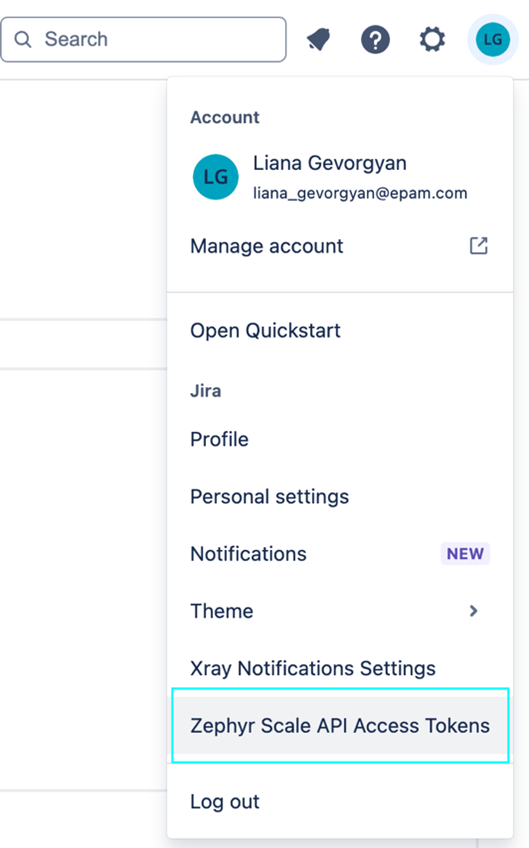 Search
LG
Account
LG
Liana Gevorgyan
liana_gevorgyan@epam.com
Manage account
Open Quickstart
Jira
Profile
Personal settings
Notifications NEW
Theme
Xray Notifications Settings
Zephyr Scale API Access Tokens
Log out